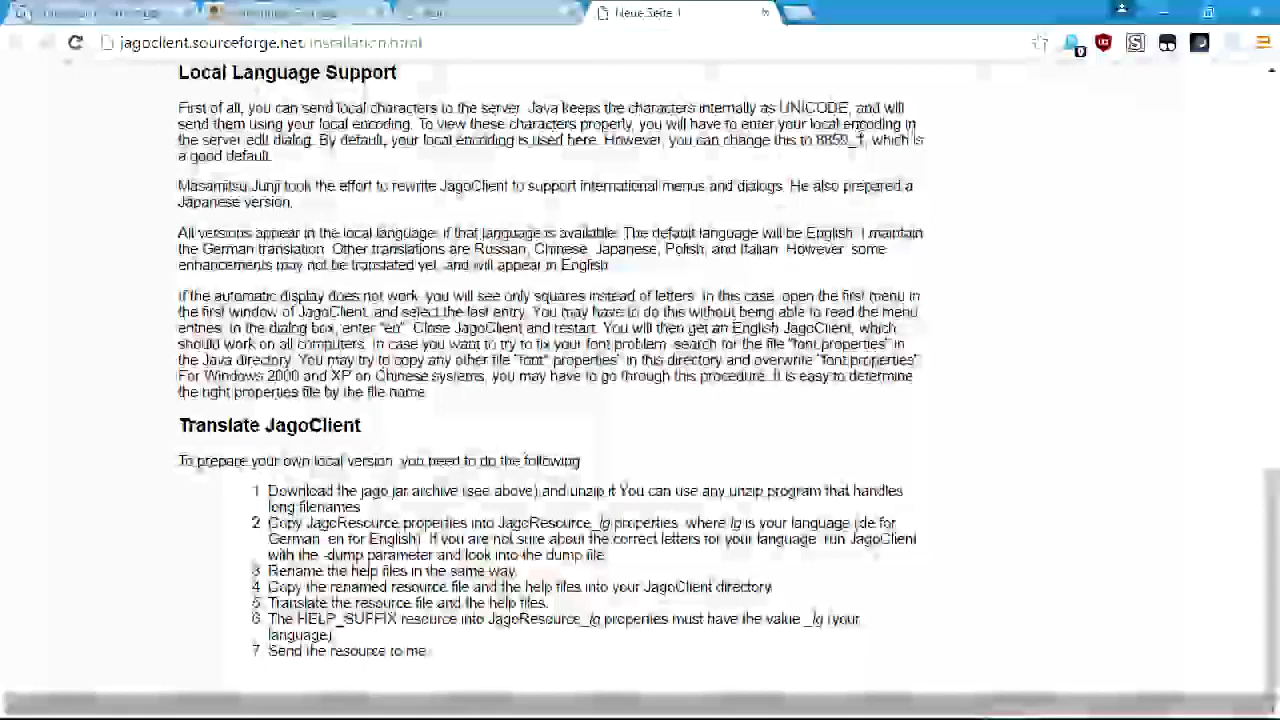 Neue Seite 1
jagoclient.sourceforge.net/installation.html
Local Language Support
First of all, you can send local characters to the server. Java keeps the characters internally as UNICODE, and will
send them using your local encoding. To view these characters properly, you will have to enter your local encoding in
the server edit dialog. By default, your local encoding is used here. However, you can change this to 8859_1, which is
a good default.
Masamitsu Junji took the effort to rewrite JagoClient to support international menus and dialogs. He also prepared a
Japanese version.
All versions appear in the local language, if that language is available. The default language will be English. I maintain
the German translation. Other translations are Russian, Chinese, Japanese, Polish, and Italian. However, some
enhancements may not be translated yet, and will appear in English.
If the automatic display does not work, you will see only squares instead of letters. In this case, open the first menu in
the first window of JagoClient, and select the last entry. You may have to do this without being able to read the menu
entries. In the dialog box, enter "en". Close JagoClient and restart. You will then get an English JagoClient, which
should work on all computers. In case you want to try to fix your font problem, search for the file "font.properties" in
the Java directory. You may try to copy any other file "font*.properties" in this directory and overwrite "font.properties".
For Windows 2000 and XP on Chinese systems, you may have to go through this procedure. It is easy to determine
the right properties file by the file name.
Translate JagoClient
To prepare your own local version, you need to do the following
1 Download the jago.jar archive (see above) and unzip it You can use any unzip program that handles
long filenames.
2 Copy JagoResource.properties into JagoResource_lg.properties, where lg is your language (de for
German, en for English). If you are not sure about the correct letters for your language, run JagoClient
with the -dump parameter and look into the dump file.
3 Rename the help files in the same way.
4 Copy the renamed resource file and the help files into your JagoClient directory.
5 Translate the resource file and the help files.
6 The HELP_SUFFIX resource into JagoResource_lg.properties must have the value _lg (your
language).
7 Send the resource to me.